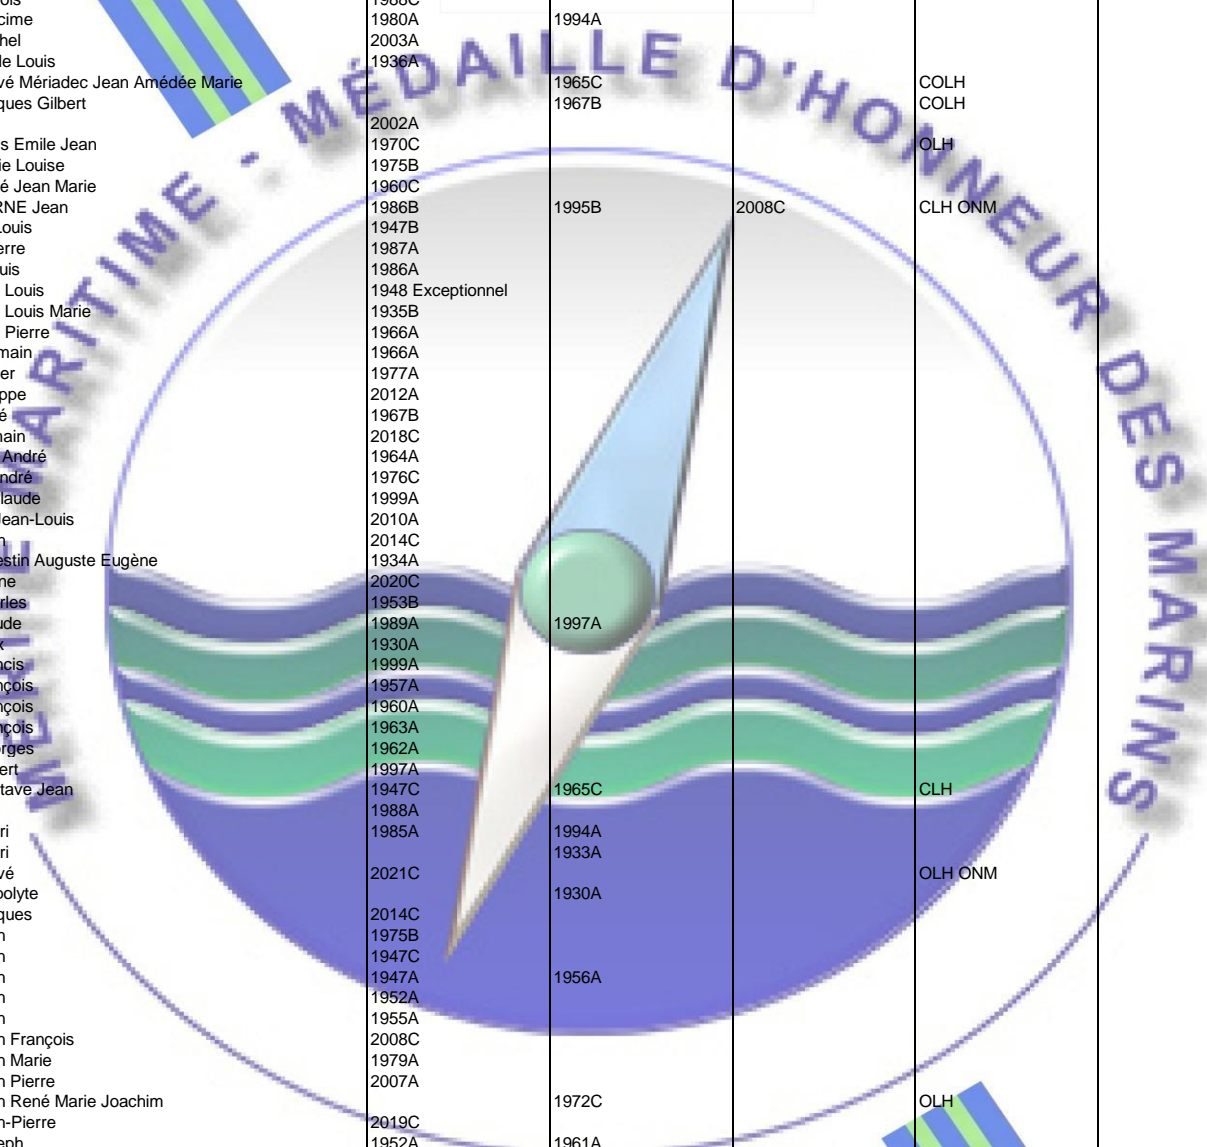 MÉRITE MARITIME - MÉDAILLE D'HONNEUR DES MARINS
ois 1988C
cime 1980A 1994A
hel 2003A
le Louis 1936A
vé Mériadec Jean Amédée Marie 1965C COLH
ques Gilbert 1967B COLH
2002A
s Emile Jean 1970C OLH
ie Louise 1975B
é Jean Marie 1960C
RNE Jean 1986B 1995B 2008C CLH ONM
Louis 1947B
erre 1987A
uis 1986A
Louis 1948 Exceptionnel
Louis Marie 1935B
Pierre 1966A
main 1966A
er 1977A
ppe 2012A
é 1967B
nain 2018C
André 1964A
ndré 1976C
laude 1999A
Jean-Louis 2010A
n 2014C
estin Auguste Eugène 1934A
ne 2020C
rles 1953B
ude 1989A 1997A
x 1930A
ncis 1999A
nçois 1957A
nçois 1960A
nçois 1963A
orges 1962A
ert 1997A
tave Jean 1947C 1965C CLH
1988A
ri 1985A 1994A
ri 1933A
vé 2021C OLH ONM
polyte 1930A
ques 2014C
n 1975B
n 1947C
n 1947A 1956A
n 1952A
n 1955A
n François 2008C
n Marie 1979A
n Pierre 2007A
n René Marie Joachim 1972C OLH
n-Pierre 2019C
eph 1952A 1961A